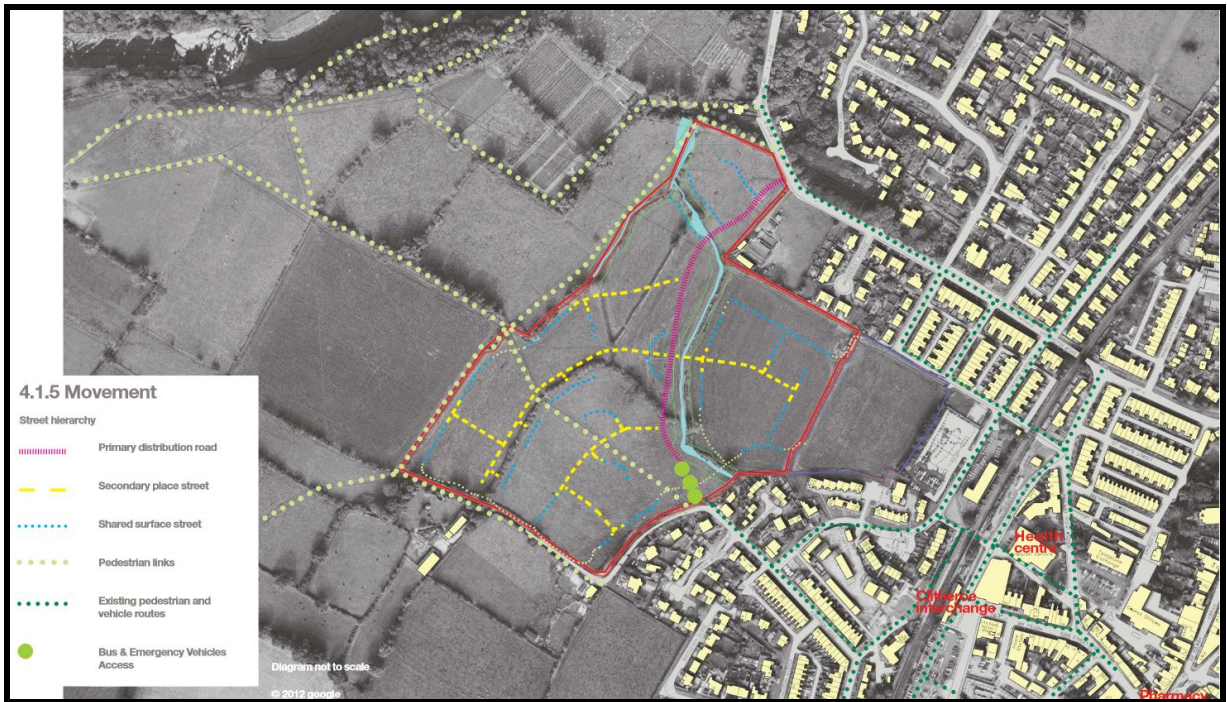 4.1.5 Movement
Street hierarchy
Primary distribution road
Secondary place street
Shared surface street
Pedestrian links
Existing pedestrian and
vehicle routes
Bus & Emergency Vehicles
Access
Diagram not to scale
© 2012 google
Health
centre
Clitheroe
interchange
Pharmacy